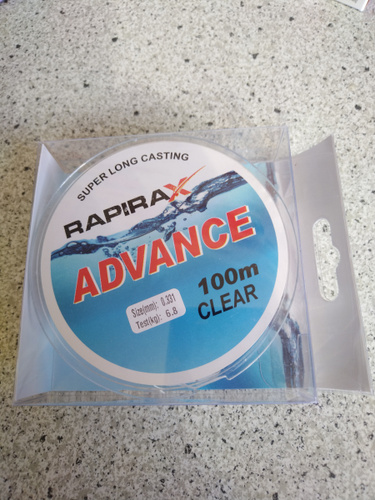 SUPER LONG CASTING
RAPIRAX
ADVANCE
100m
CLEAR
Size(mm): 0.331
Test(kg): 6.8